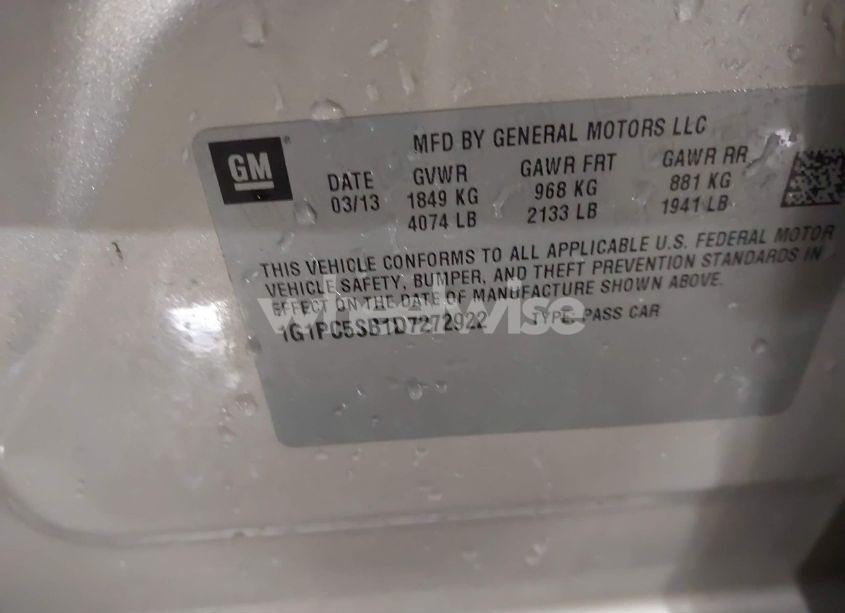 GM
MFD BY GENERAL MOTORS LLC
DATE GVWR GAWR FRT GAWR RR
03/13 1849 KG 968 KG 881 KG
4074 LB 2133 LB 1941 LB
THIS VEHICLE CONFORMS TO ALL APPLICABLE U.S. FEDERAL MOTOR
VEHICLE SAFETY, BUMPER, AND THEFT PREVENTION STANDARDS IN
EFFECT ON THE DATE OF MANUFACTURE SHOWN ABOVE.
1G1PC5SB1D7272922 TYPE: PASS CAR
wheelwise